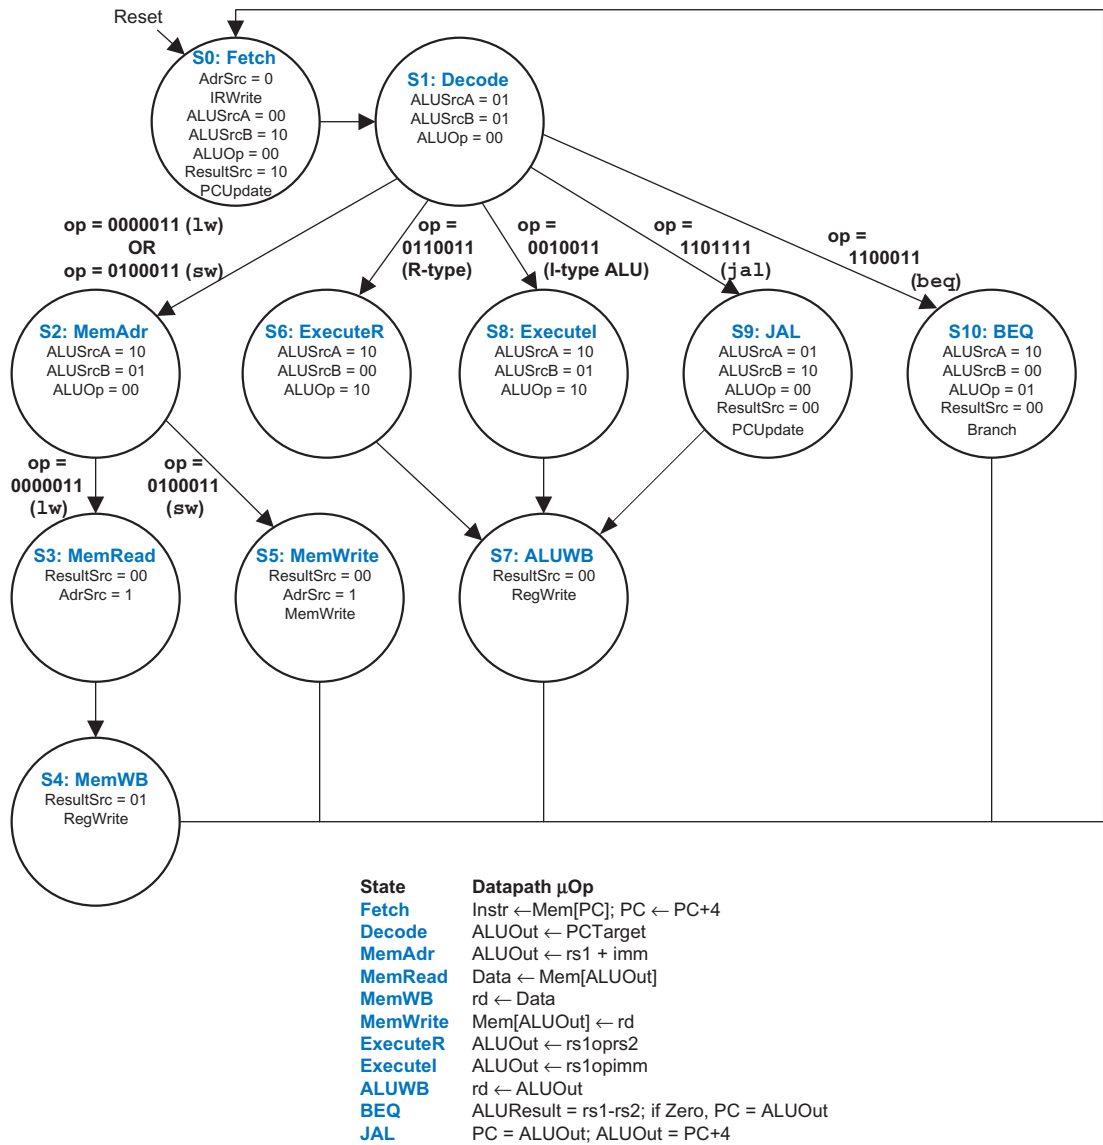 Reset
S0: Fetch
AdrSrc = 0
IRWrite
ALUSrcA = 00
ALUSrcB = 10
ALUOp = 00
ResultSrc = 10
PCUpdate
S1: Decode
ALUSrcA = 01
ALUSrcB = 01
ALUOp = 00
op = 0000011 (lw)
OR
op = 0100011 (sw)
op =
0110011
(R-type)
op =
0010011
(I-type ALU)
op =
1101111
(jal)
op =
1100011
(beq)
S2: MemAdr
ALUSrcA = 10
ALUSrcB = 01
ALUOp = 00
S6: ExecuteR
ALUSrcA = 10
ALUSrcB = 00
ALUOp = 10
S8: ExecuteI
ALUSrcA = 10
ALUSrcB = 01
ALUOp = 10
S9: JAL
ALUSrcA = 01
ALUSrcB = 10
ALUOp = 00
ResultSrc = 00
PCUpdate
S10: BEQ
ALUSrcA = 10
ALUSrcB = 00
ALUOp = 01
ResultSrc = 00
Branch
op =
0000011
(lw)
op =
0100011
(sw)
S3: MemRead
ResultSrc = 00
AdrSrc = 1
S5: MemWrite
ResultSrc = 00
AdrSrc = 1
MemWrite
S7: ALUWB
ResultSrc = 00
RegWrite
S4: MemWB
ResultSrc = 01
RegWrite
State Datapath μOp
Fetch Instr ←Mem[PC]; PC ← PC+4
Decode ALUOut ← PCTarget
MemAdr ALUOut ← rs1 + imm
MemRead Data ← Mem[ALUOut]
MemWB rd ← Data
MemWrite Mem[ALUOut] ← rd
ExecuteR ALUOut ← rs1oprs2
ExecuteI ALUOut ← rs1opimm
ALUWB rd ← ALUOut
BEQ ALUResult = rs1-rs2; if Zero, PC = ALUOut
JAL PC = ALUOut; ALUOut = PC+4